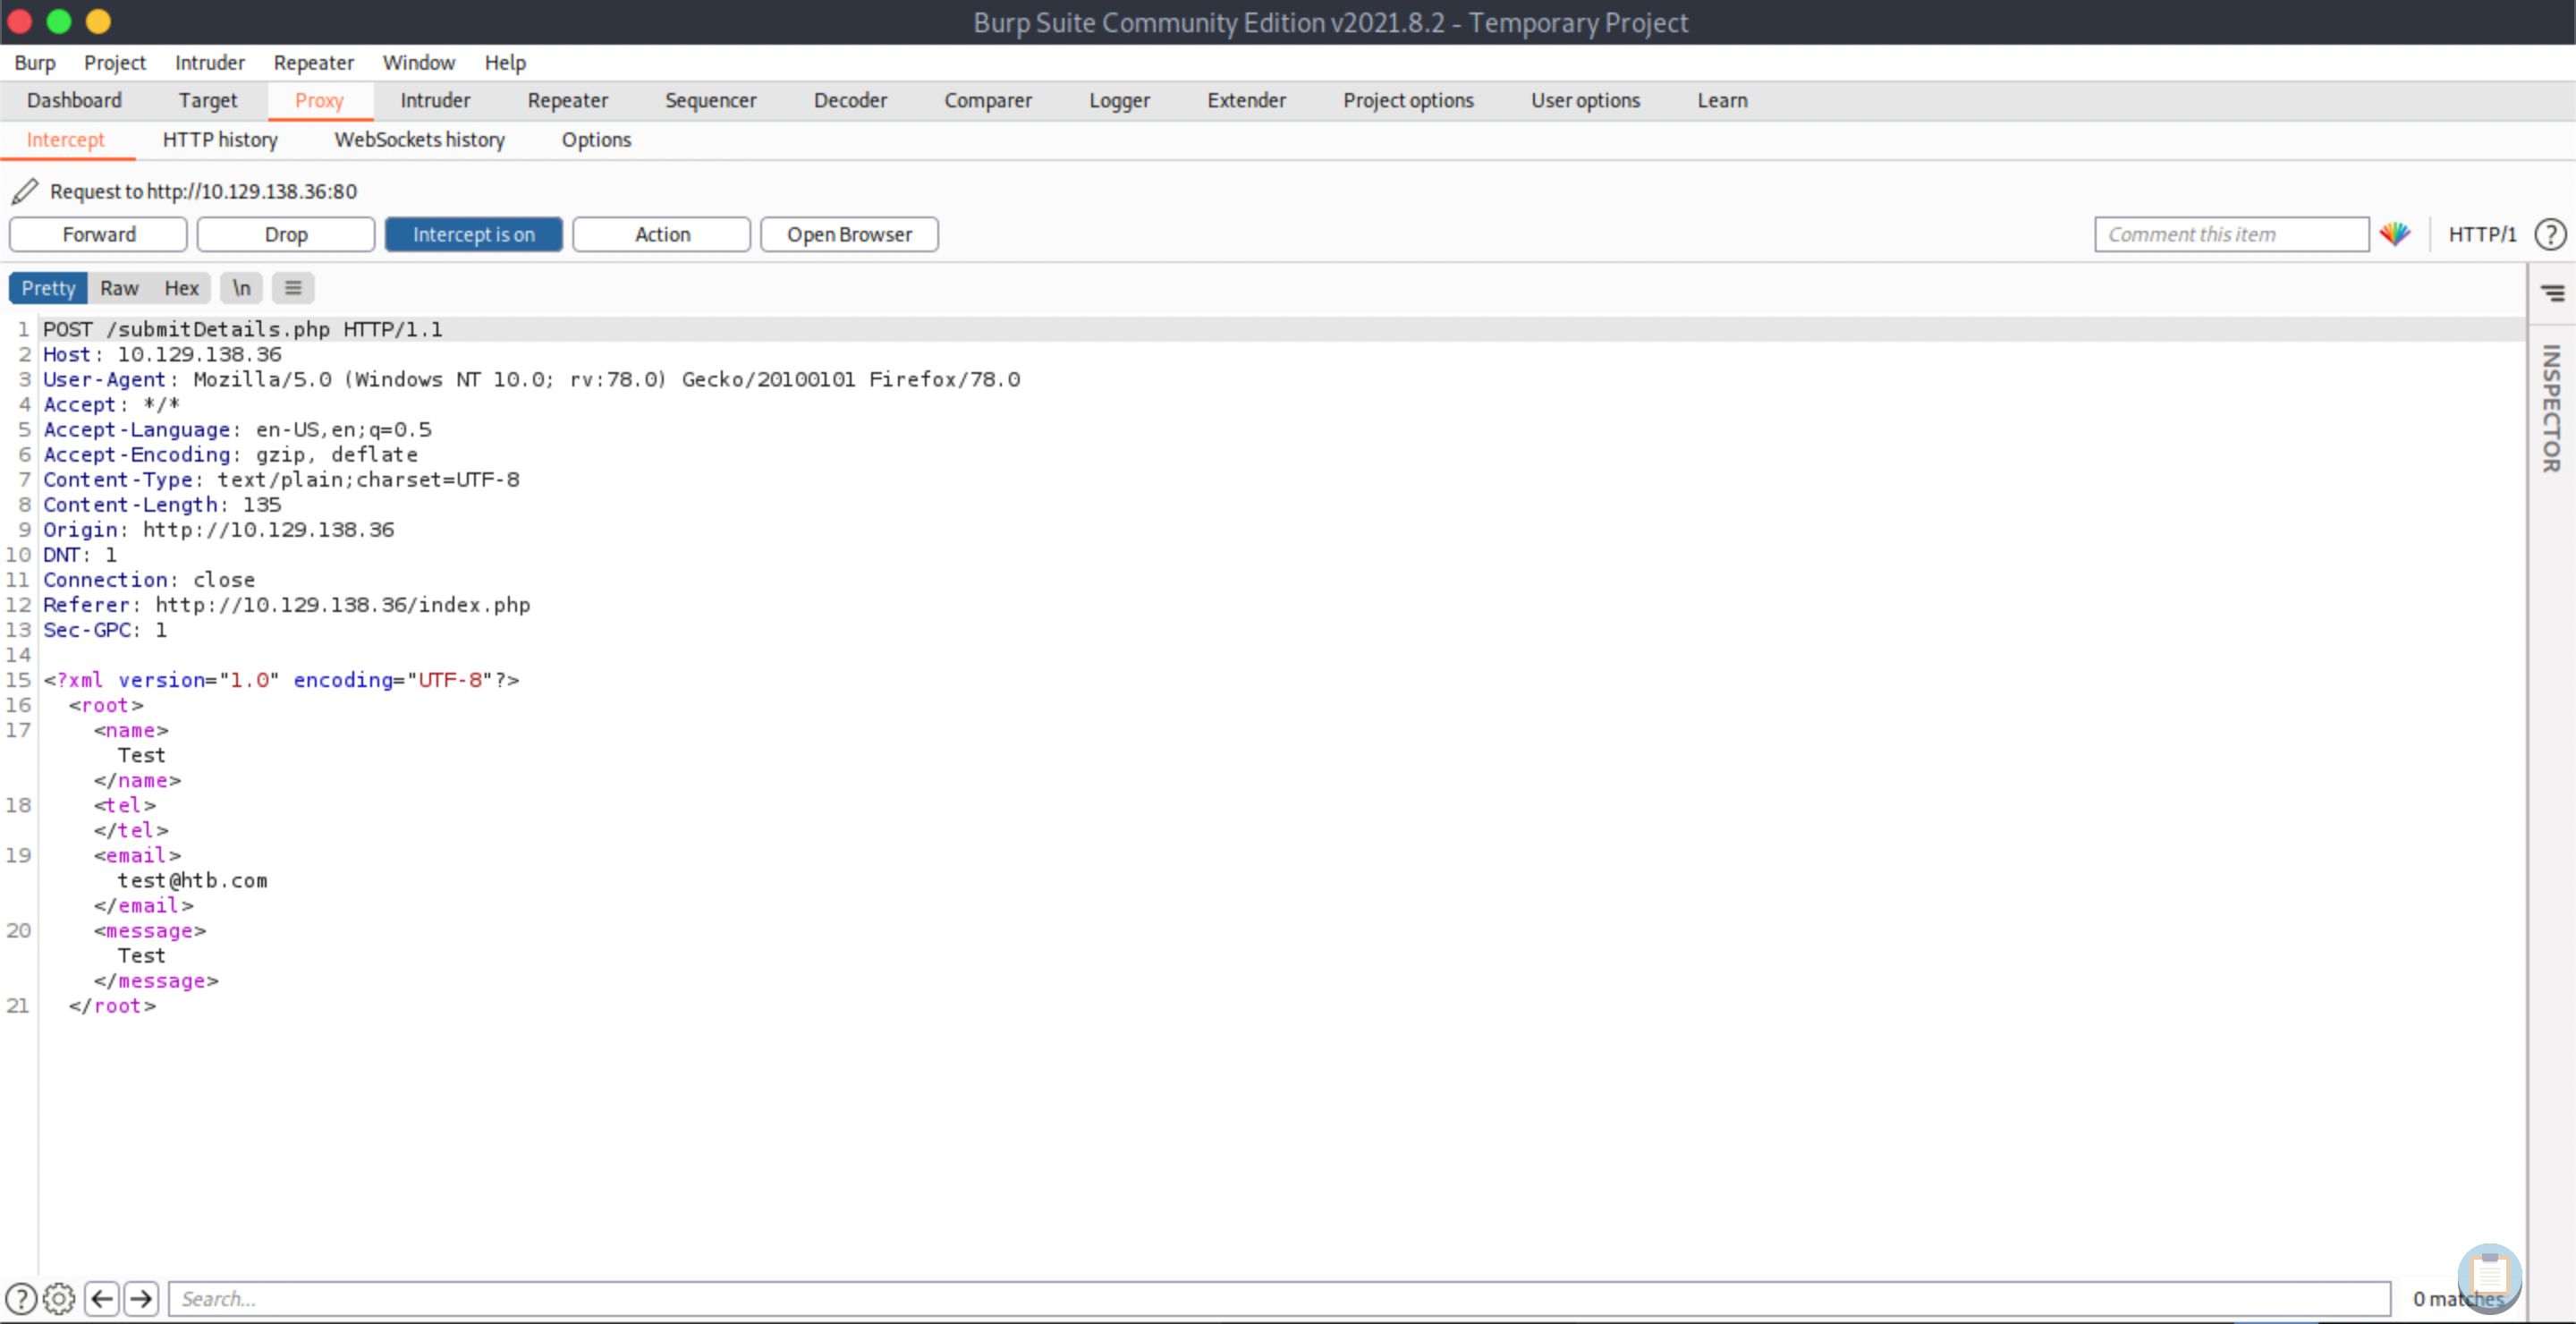 Burp Suite Community Edition v2021.8.2 - Temporary Project
Burp Project Intruder Repeater Window Help
Dashboard Target Proxy Intruder Repeater Sequencer Decoder Comparer Logger Extender Project options User options Learn
Intercept HTTP history WebSockets history Options
Request to http://10.129.138.36:80
Forward Drop Intercept is on Action Open Browser Comment this item HTTP/1 ?
Pretty Raw Hex \n
INSPECTOR
1 POST /submitDetails.php HTTP/1.1
2 Host: 10.129.138.36
3 User-Agent: Mozilla/5.0 (Windows NT 10.0; rv:78.0) Gecko/20100101 Firefox/78.0
4 Accept: */*
5 Accept-Language: en-US,en;q=0.5
6 Accept-Encoding: gzip, deflate
7 Content-Type: text/plain;charset=UTF-8
8 Content-Length: 135
9 Origin: http://10.129.138.36
10 DNT: 1
11 Connection: close
12 Referer: http://10.129.138.36/index.php
13 Sec-GPC: 1
14
15 <?xml version="1.0" encoding="UTF-8"?>
16 <root>
17 <name>
Test
</name>
18 <tel>
</tel>
19 <email>
test@htb.com
</email>
20 <message>
Test
</message>
21 </root>
? Search... 0 matches